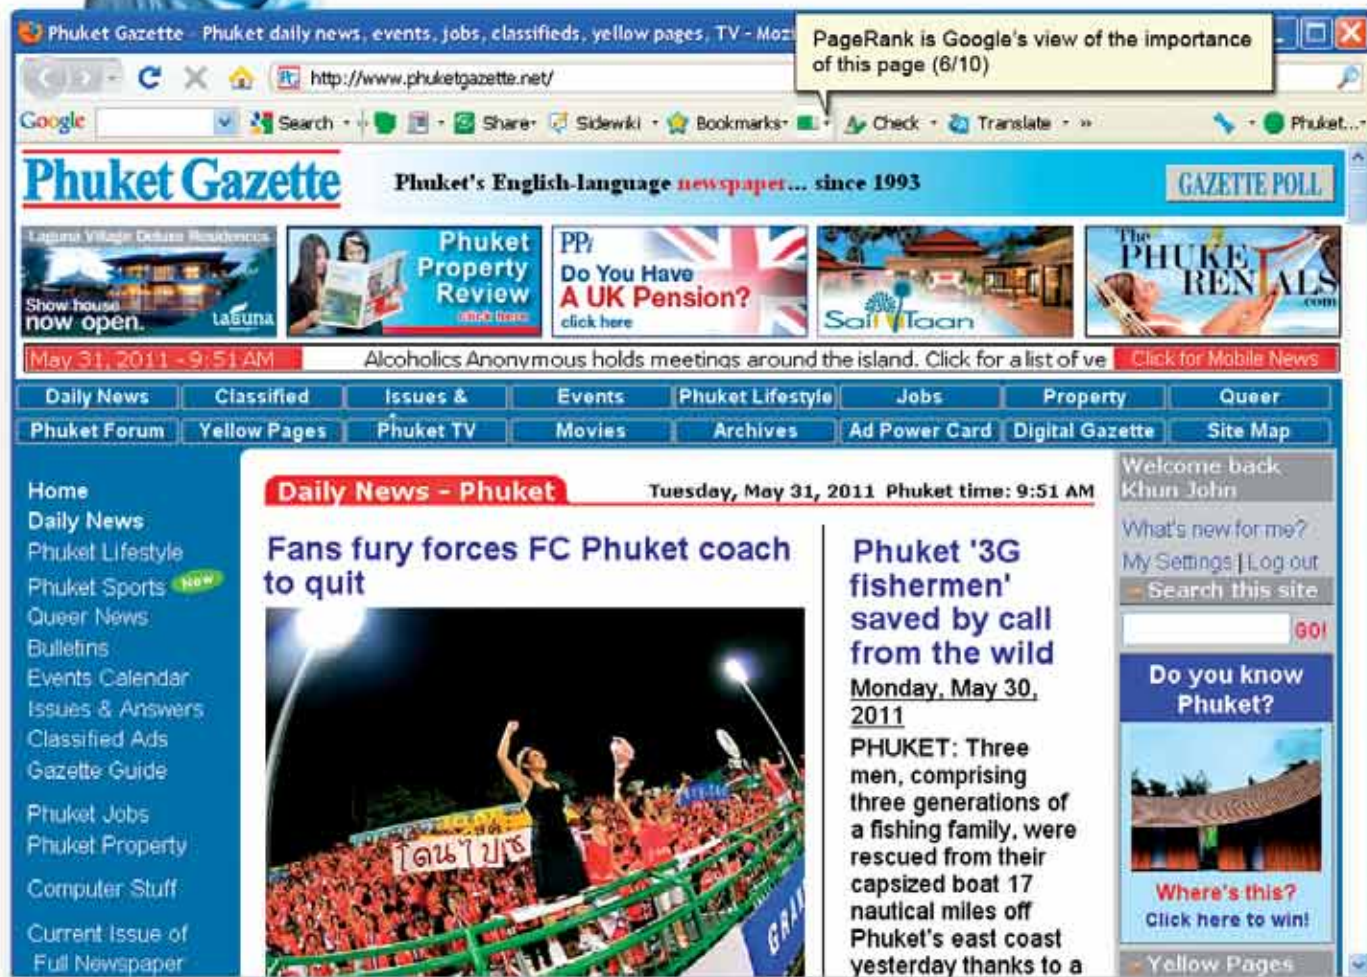 Phuket Gazette - Phuket daily news, events, jobs, classifieds, yellow pages, TV - Mozi
PageRank is Google's view of the importance
of this page (6/10)
http://www.phuketgazette.net/
Google Search Share Sidewiki Bookmarks Check Translate » Phuket...
Phuket Gazette
Phuket's English-language newspaper... since 1993
GAZETTE POLL
Laguna Village Deluxe Residences
Show house
now open.
Laguna
Phuket
Property
Review
click here
PPi
Do You Have
A UK Pension?
click here
Sai Taan
The
PHUKET
RENTALS
.com
May 31, 2011 - 9:51 AM
Alcoholics Anonymous holds meetings around the island. Click for a list of ve
Click for Mobile News
Daily News Classified Issues & Events Phuket Lifestyle Jobs Property Queer
Phuket Forum Yellow Pages Phuket TV Movies Archives Ad Power Card Digital Gazette Site Map
Home
Daily News
Phuket Lifestyle
Phuket Sports New
Queer News
Bulletins
Events Calendar
Issues & Answers
Classified Ads
Gazette Guide
Phuket Jobs
Phuket Property
Computer Stuff
Current Issue of
Full Newspaper
Daily News - Phuket
Tuesday, May 31, 2011 Phuket time: 9:51 AM
Fans fury forces FC Phuket coach
to quit
โดนใบเซ
GRAN
Phuket '3G
fishermen'
saved by call
from the wild
Monday, May 30,
2011
PHUKET: Three
men, comprising
three generations of
a fishing family, were
rescued from their
capsized boat 17
nautical miles off
Phuket's east coast
yesterday thanks to a
Welcome back
Khun John
What's new for me?
My Settings | Log out
Search this site
GO!
Do you know
Phuket?
Where's this?
Click here to win!
Yellow Pages